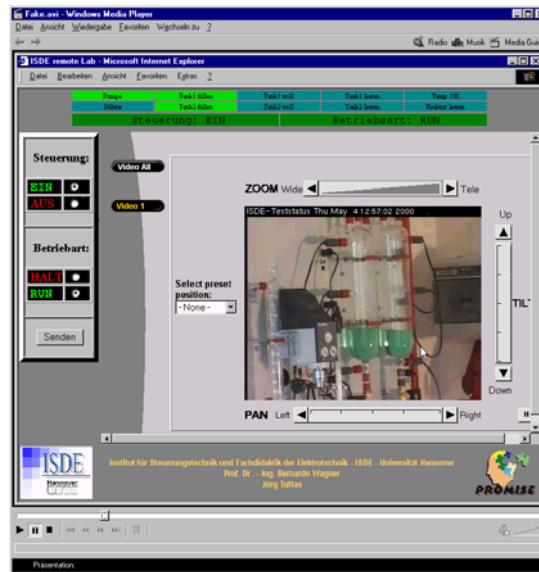 Fake.avi - Windows Media Player
Datei Ansicht Wiedergabe Favoriten Wechseln zu ?
Radio Musik Media Gui
ISDE remote Lab - Microsoft Internet Explorer
Datei Bearbeiten Ansicht Favoriten Extras ?
Pumpe Tank1 füllen Tank1 voll Tank1 leeren Temp. OK
Rührer Tank2 füllen Tank2 voll Tank2 leeren Reaktor leeren
Steuerung: EIN Betriebsart: RUN
Steuerung:
EIN
AUS
Betriebart:
HALT
RUN
Senden
Video All
Video 1
ZOOM Wide Tele
ISDE-Teststatus Thu May 4 12:57:02 2000
Select preset
position:
- None -
Up
TILT
Down
PAN Left Right
H
ISDE
Hannover
Institut für Steuerungstechnik und Fachdidaktik der Elektrotechnik - ISDE - Universität Hannover
Prof. Dr. - Ing. Bernardo Wagner
Jörg Tuttas
PROMISE
Präsentation: